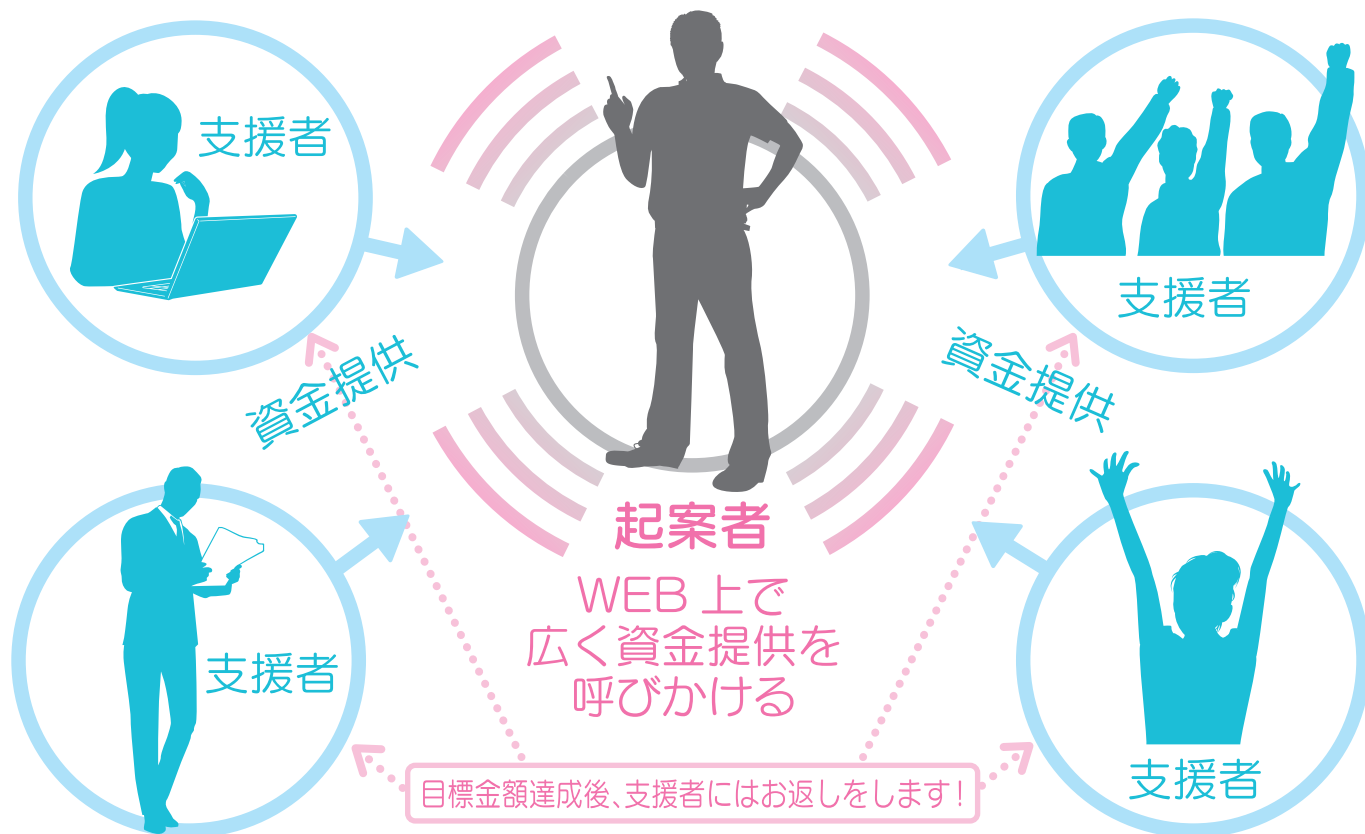 支援者
支援者
資金提供
資金提供
起案者
WEB 上で
広く資金提供を
呼びかける
支援者
支援者
目標金額達成後、支援者にはお返しをします!